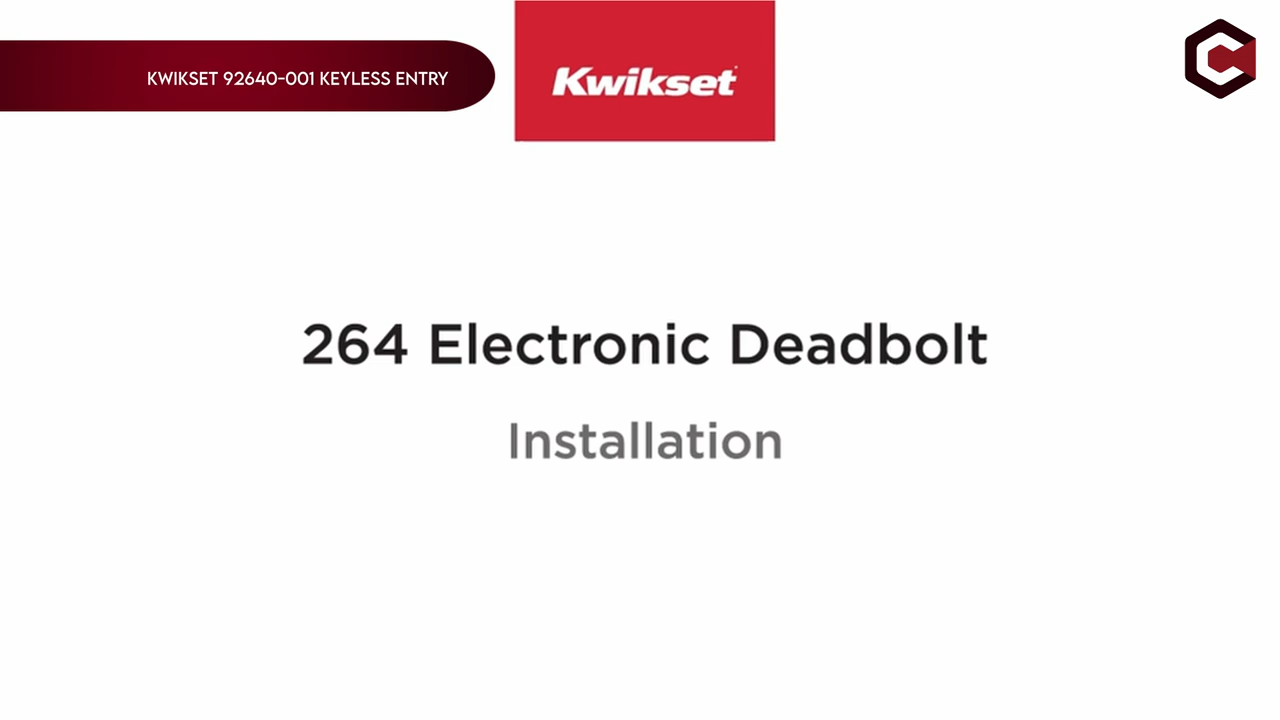 KWIKSET 92640-001 KEYLESS ENTRY
Kwikset
264 Electronic Deadbolt
Installation